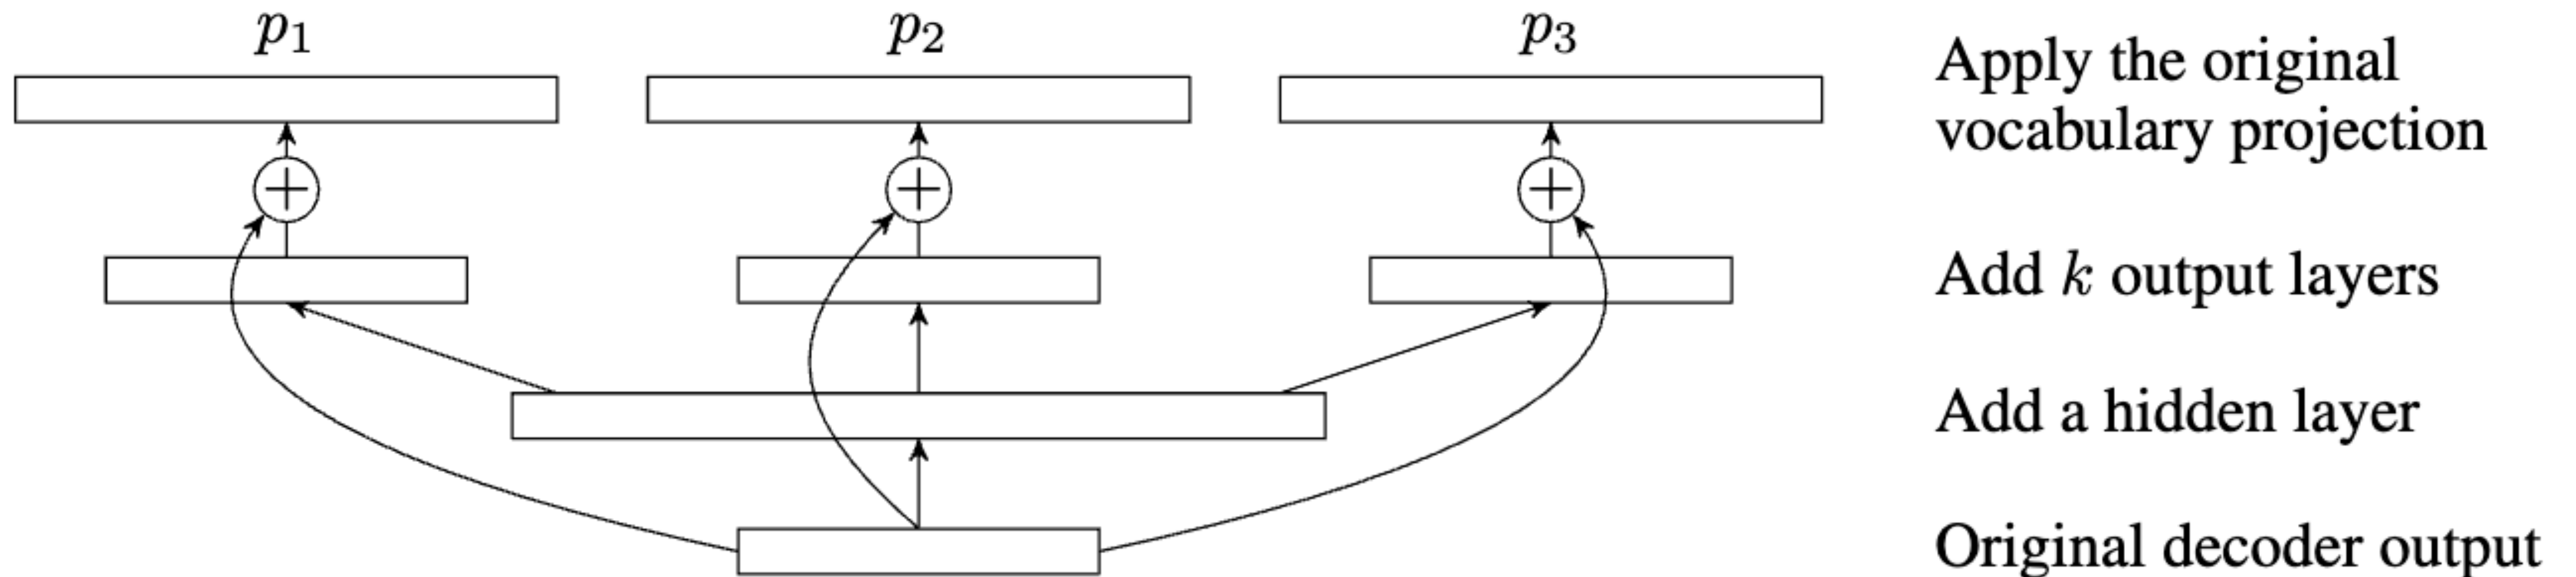 p₁ p₂ p₃
Apply the original
vocabulary projection
Add k output layers
Add a hidden layer
Original decoder output